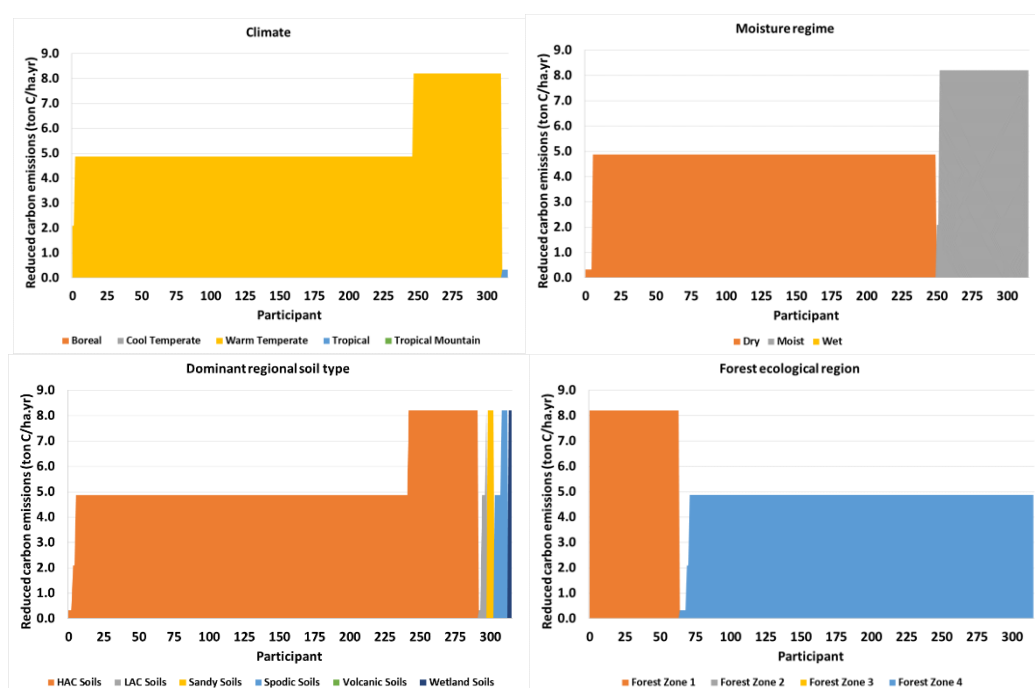 Climate
Reduced carbon emissions (ton C/ha.yr)
9.0
8.0
7.0
6.0
5.0
4.0
3.0
2.0
1.0
0.0
0 25 50 75 100 125 150 175 200 225 250 275 300
Participant
Boreal Cool Temperate Warm Temperate Tropical Tropical Mountain
Moisture regime
Reduced carbon emissions (ton C/ha.yr)
9.0
8.0
7.0
6.0
5.0
4.0
3.0
2.0
1.0
0.0
0 25 50 75 100 125 150 175 200 225 250 275 300
Participant
Dry Moist Wet
Dominant regional soil type
Reduced carbon emissions (ton C/ha.yr)
9.0
8.0
7.0
6.0
5.0
4.0
3.0
2.0
1.0
0.0
0 25 50 75 100 125 150 175 200 225 250 275 300
Participant
HAC Soils LAC Soils Sandy Soils Spodic Soils Volcanic Soils Wetland Soils
Forest ecological region
Reduced carbon emissions (ton C/ha.yr)
9.0
8.0
7.0
6.0
5.0
4.0
3.0
2.0
1.0
0.0
0 25 50 75 100 125 150 175 200 225 250 275 300
Participant
Forest Zone 1 Forest Zone 2 Forest Zone 3 Forest Zone 4